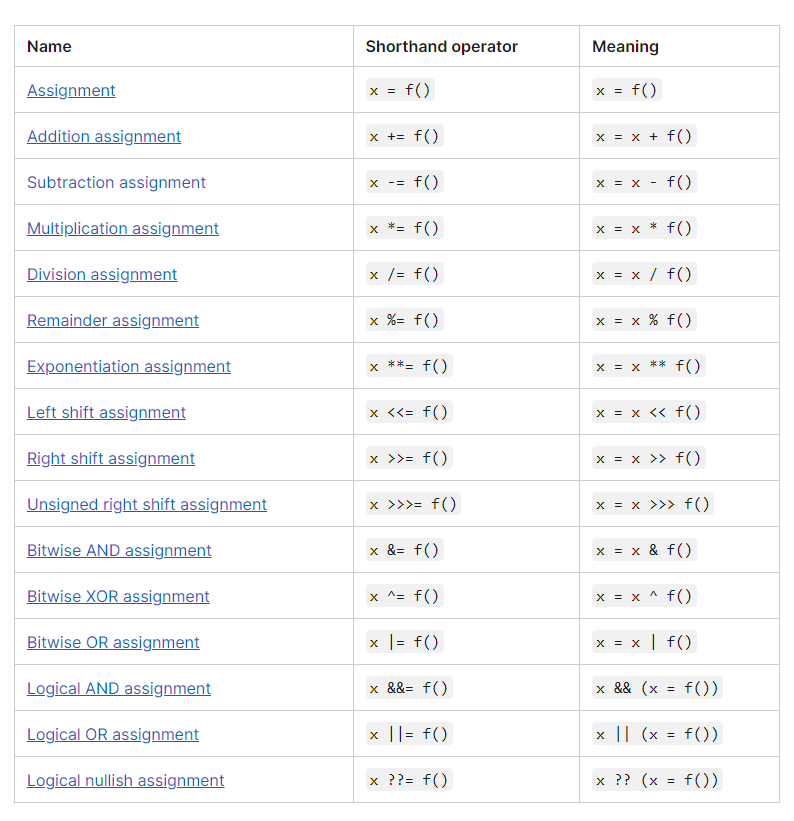 Name Shorthand operator Meaning
Assignment x = f() x = f()
Addition assignment x += f() x = x + f()
Subtraction assignment x -= f() x = x - f()
Multiplication assignment x *= f() x = x * f()
Division assignment x /= f() x = x / f()
Remainder assignment x %= f() x = x % f()
Exponentiation assignment x **= f() x = x ** f()
Left shift assignment x <<= f() x = x << f()
Right shift assignment x >>= f() x = x >> f()
Unsigned right shift assignment x >>>= f() x = x >>> f()
Bitwise AND assignment x &= f() x = x & f()
Bitwise XOR assignment x ^= f() x = x ^ f()
Bitwise OR assignment x |= f() x = x | f()
Logical AND assignment x &&= f() x && (x = f())
Logical OR assignment x ||= f() x || (x = f())
Logical nullish assignment x ??= f() x ?? (x = f())